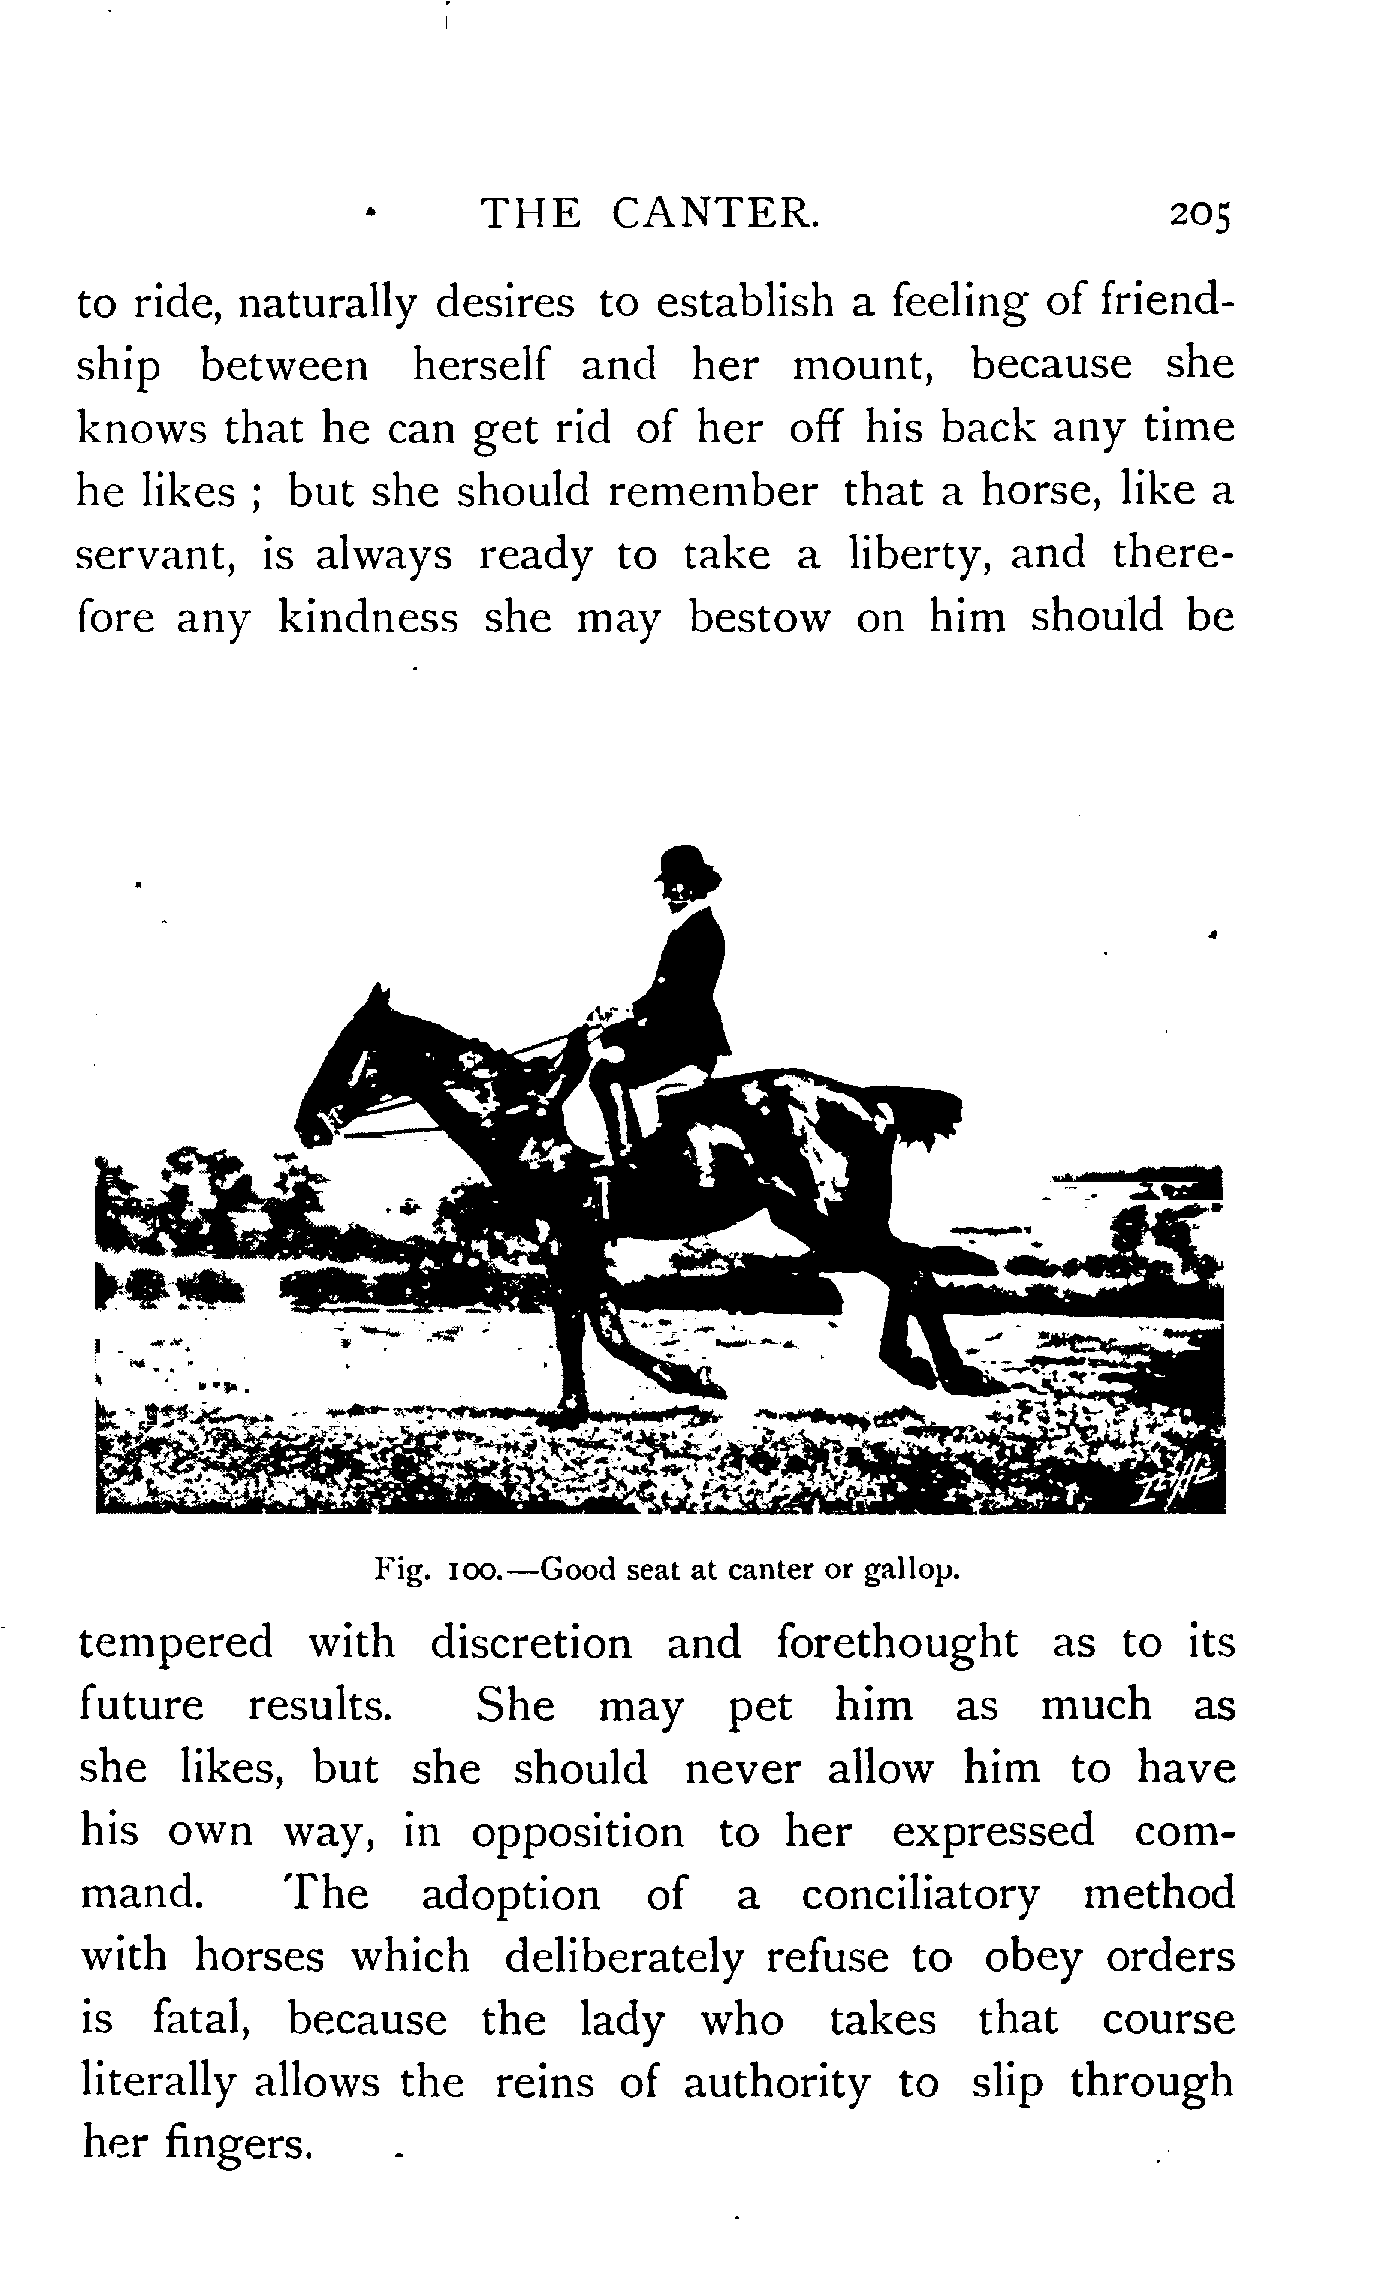 THE CANTER. 205
to ride, naturally desires to establish a feeling of friend-
ship between herself and her mount, because she
knows that he can get rid of her off his back any time
he likes ; but she should remember that a horse, like a
servant, is always ready to take a liberty, and there-
fore any kindness she may bestow on him should be
Fig. 100.—Good seat at canter or gallop.
tempered with discretion and forethought as to its
future results. She may pet him as much as
she likes, but she should never allow him to have
his own way, in opposition to her expressed com-
mand. The adoption of a conciliatory method
with horses which deliberately refuse to obey orders
is fatal, because the lady who takes that course
literally allows the reins of authority to slip through
her fingers.